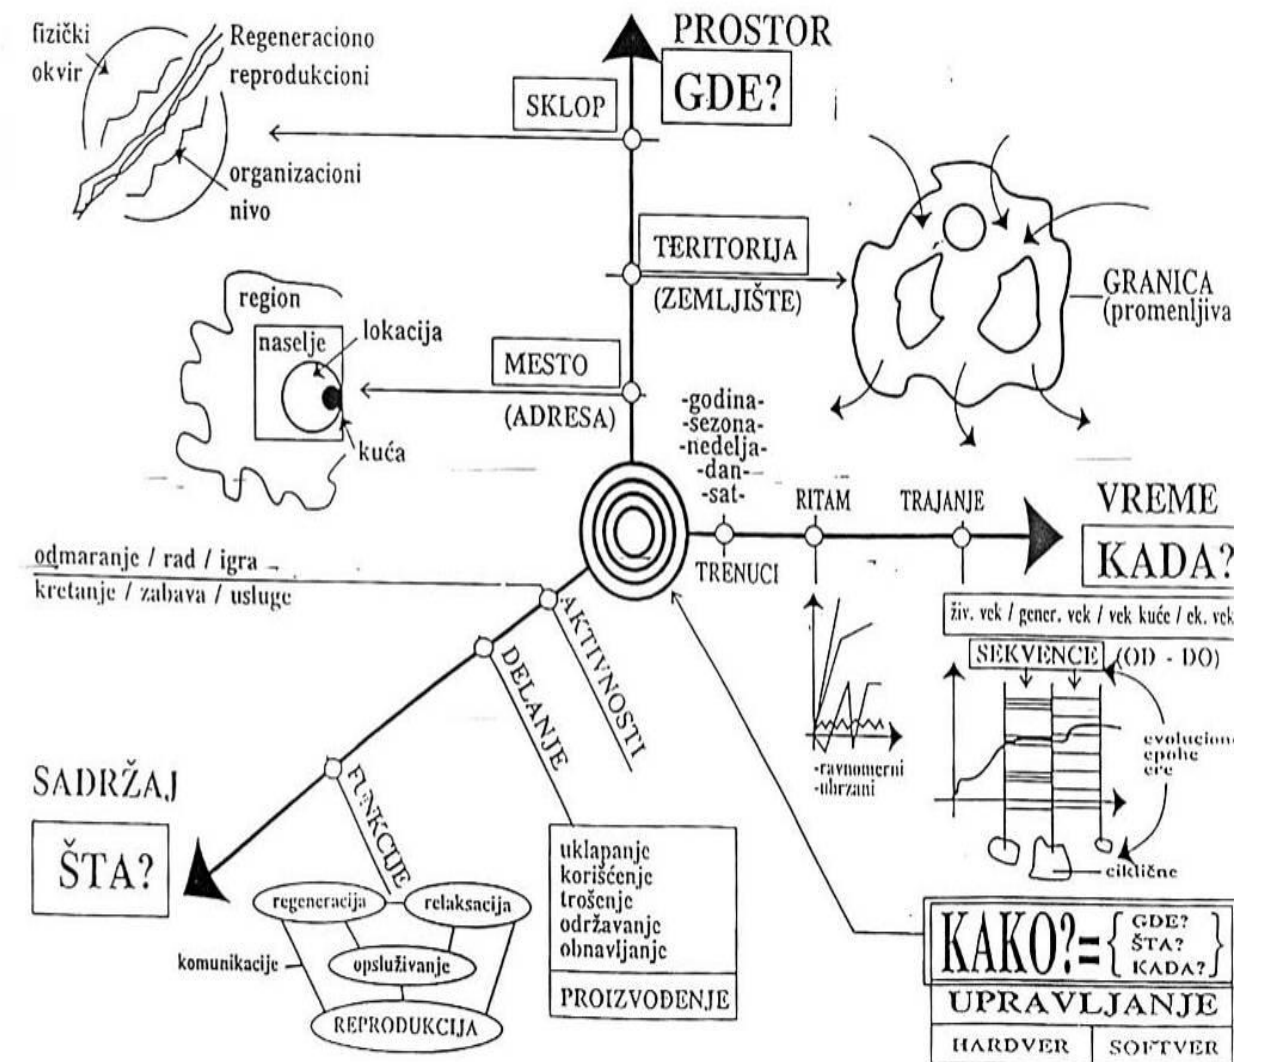 PROSTOR
GDE?
fizički
okvir
Regeneraciono
reprodukcioni
SKLOP
organizacioni
nivo
TERITORIJA
(ZEMLJIŠTE)
GRANICA
(promenljiva
region
naselje
lokacija
kuća
MESTO
(ADRESA)
-godina-
-sezona-
-nedelja-
-dan-
-sat-
TRENUCI
RITAM
TRAJANJE
VREME
KADA?
živ. vek / gener. vek / vek kuće / ek. vek
SEKVENCE (OD - DO)
evolucione
epohe
ere
ciklične
-ravnomerni
-ubrzani
odmaranje / rad / igra
kretanje / zabava / usluge
AKTIVNOSTI
DELANJE
FUNKCIJE
SADRŽAJ
ŠTA?
uklapanje
korišćenje
trošenje
održavanje
obnavljanje
PROIZVOĐENJE
regeneracija
relaksacija
komunikacije
opsluživanje
REPRODUKCIJA
KAKO?= { GDE?
ŠTA?
KADA? }
UPRAVLJANJE
HARDVER
SOFTVER